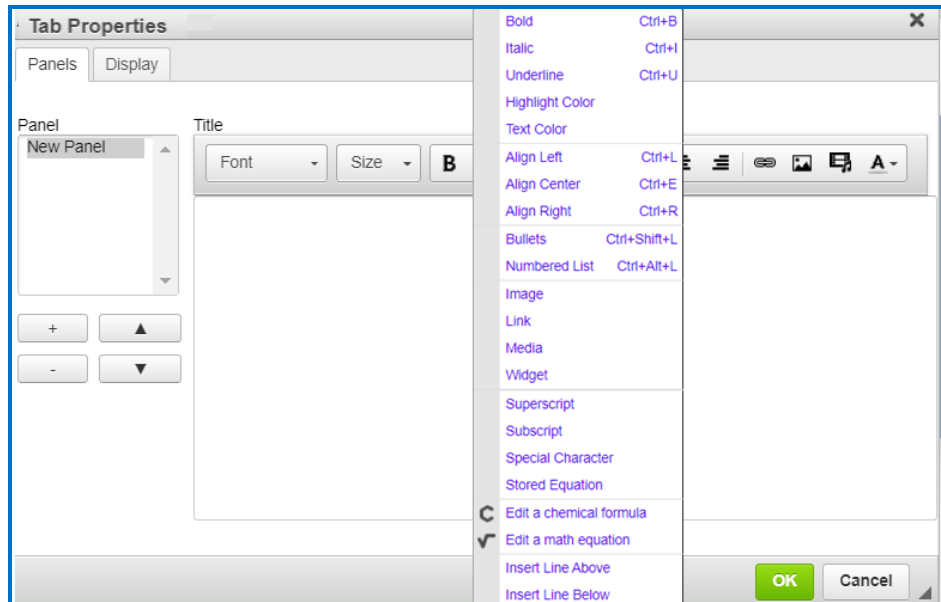 Tab Properties
Panels Display
Panel
New Panel
+
-
Title
Font Size B A
Bold Ctrl+B
Italic Ctrl+I
Underline Ctrl+U
Highlight Color
Text Color
Align Left Ctrl+L
Align Center Ctrl+E
Align Right Ctrl+R
Bullets Ctrl+Shift+L
Numbered List Ctrl+Alt+L
Image
Link
Media
Widget
Superscript
Subscript
Special Character
Stored Equation
C Edit a chemical formula
√ Edit a math equation
Insert Line Above
Insert Line Below
OK Cancel